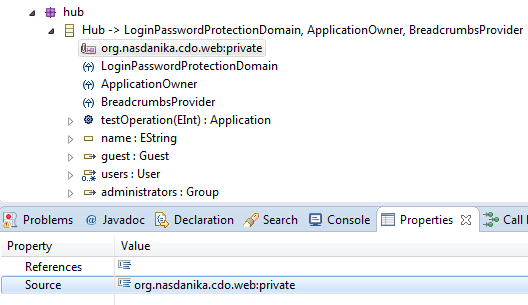 hub
Hub -> LoginPasswordProtectionDomain, ApplicationOwner, BreadcrumbsProvider
org.nasdanika.cdo.web:private
LoginPasswordProtectionDomain
ApplicationOwner
BreadcrumbsProvider
testOperation(EInt) : Application
name : EString
guest : Guest
users : User
administrators : Group
Problems @ Javadoc Declaration Search Console Properties Call
Property Value
References
Source org.nasdanika.cdo.web:private